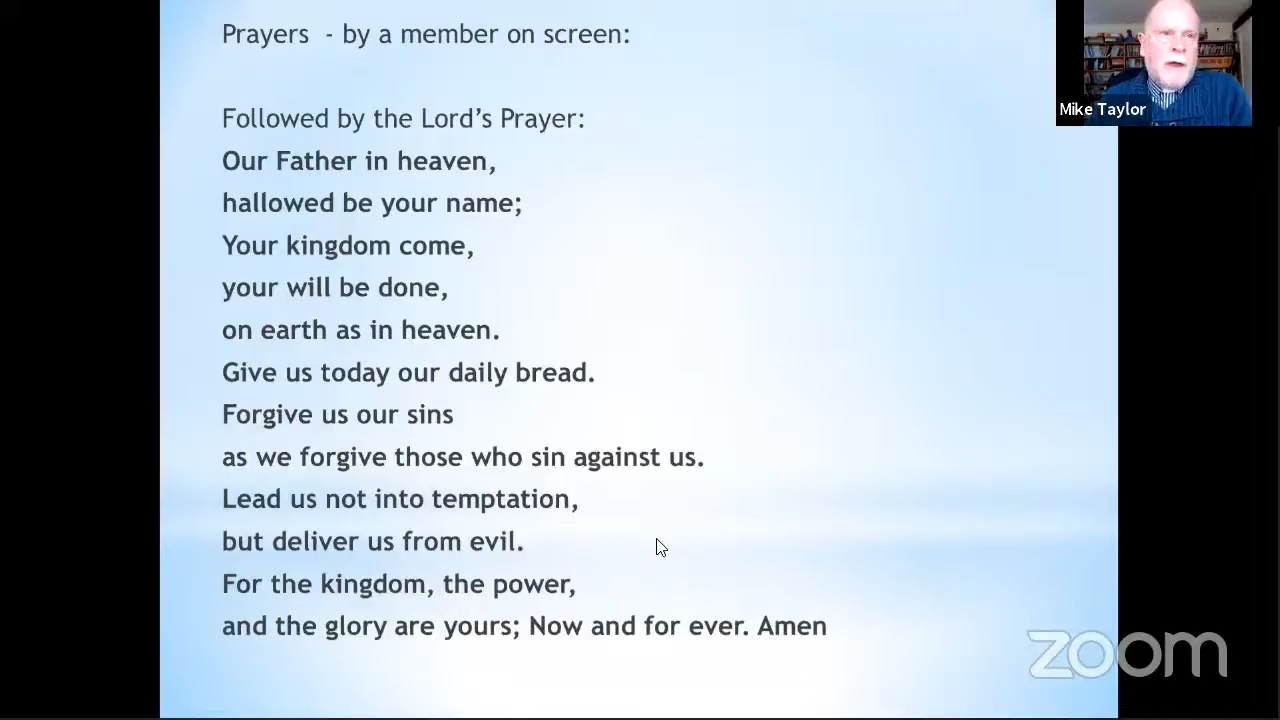 Prayers  - by a member on screen:
Followed by the Lord’s Prayer:
Our Father in heaven,
hallowed be your name;
Your kingdom come,
your will be done,
on earth as in heaven.
Give us today our daily bread.
Forgive us our sins
as we forgive those who sin against us.
Lead us not into temptation,
but deliver us from evil.
For the kingdom, the power,
and the glory are yours; Now and for ever. Amen
Mike Taylor
zoom